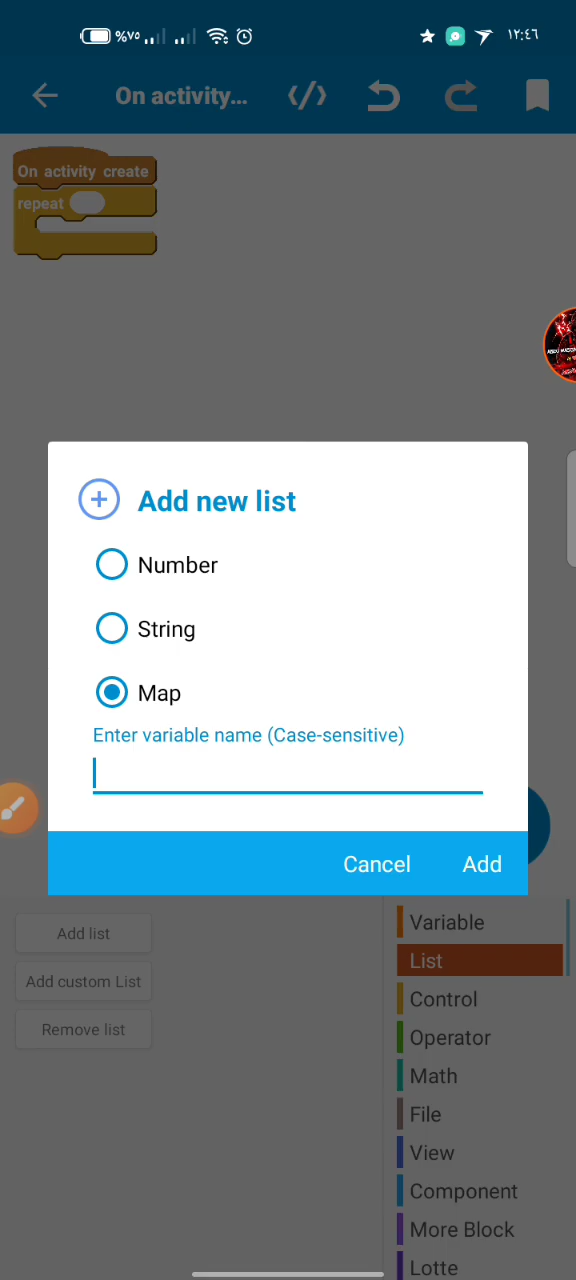 %٧٥
١٢:٤٦
On activity...
On activity create
repeat
Add new list
Number
String
Map
Enter variable name (Case-sensitive)
Cancel
Add
Add list
Add custom List
Remove list
Variable
List
Control
Operator
Math
File
View
Component
More Block
Lotte